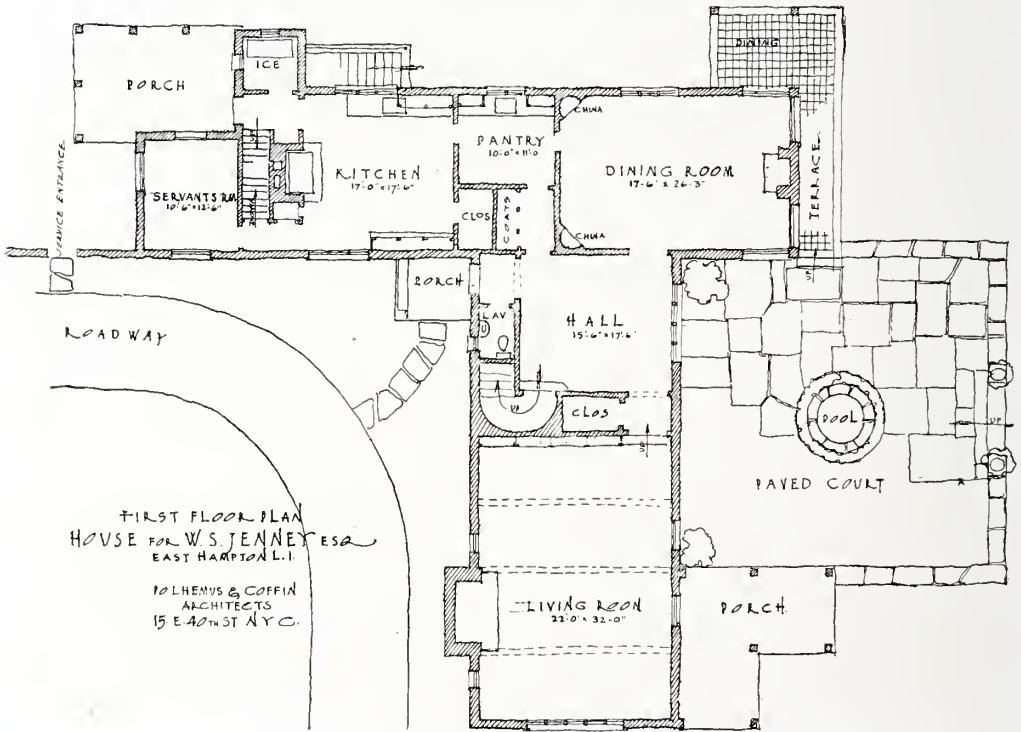 DINING
ICE
PORCH
CHINA
PANTRY
10'-0" x 11'-0
KITCHEN
17'-0" x 17'-6"
DINING ROOM
17'-6" x 26'-3"
TERRACE
SERVICE ENTRANCE
SERVANTS RM
10'-6" x 12'-6"
CLOS
COATS
CHINA
PORCH
UP
ROADWAY
LAV
HALL
15'-6" x 17'-6"
UP
CLOS
POOL
UP
UP
PAVED COURT
FIRST FLOOR PLAN
HOUSE FOR W.S. JENNEY ESQ
EAST HAMPTON L.I.
POLHEMUS & COFFIN
ARCHITECTS
15 E. 40TH ST N.Y.C.
LIVING ROOM
22'-0" x 32'-0"
PORCH